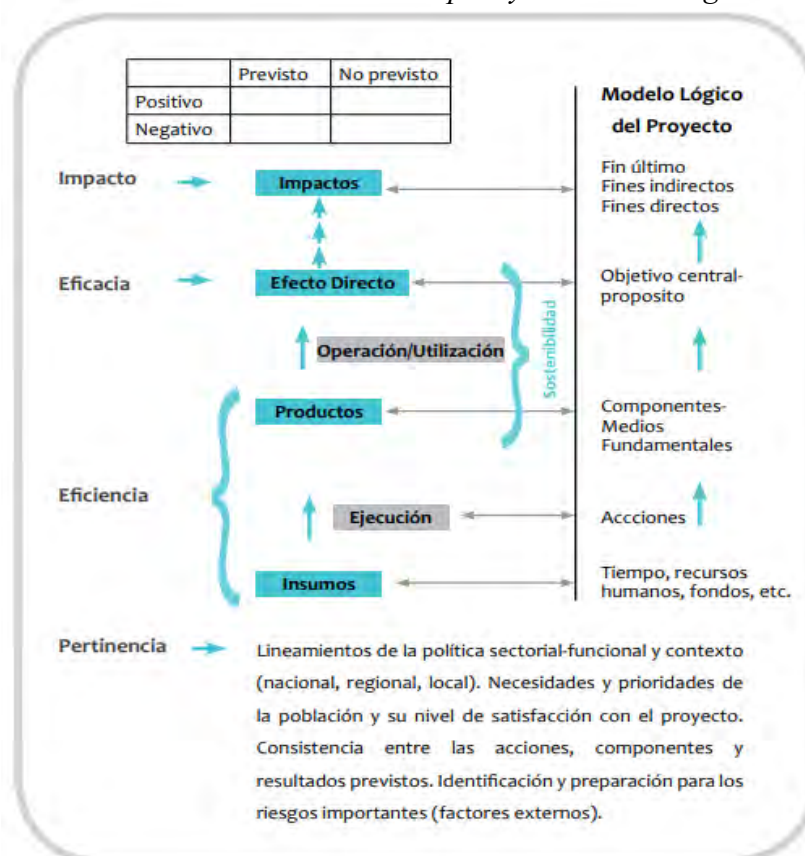 Previsto No previsto
Positivo
Negativo
Modelo Lógico
del Proyecto
Impacto
Impactos
Fin último
Fines indirectos
Fines directos
Eficacia
Efecto Directo
Objetivo central-
proposito
Operación/Utilización
Sostenibilidad
Productos
Componentes-
Medios
Fundamentales
Eficiencia
Ejecución
Accciones
Insumos
Tiempo, recursos
humanos, fondos, etc.
Pertinencia
Lineamientos de la política sectorial-funcional y contexto
(nacional, regional, local). Necesidades y prioridades de
la población y su nivel de satisfacción con el proyecto.
Consistencia entre las acciones, componentes y
resultados previstos. Identificación y preparación para los
riesgos importantes (factores externos).